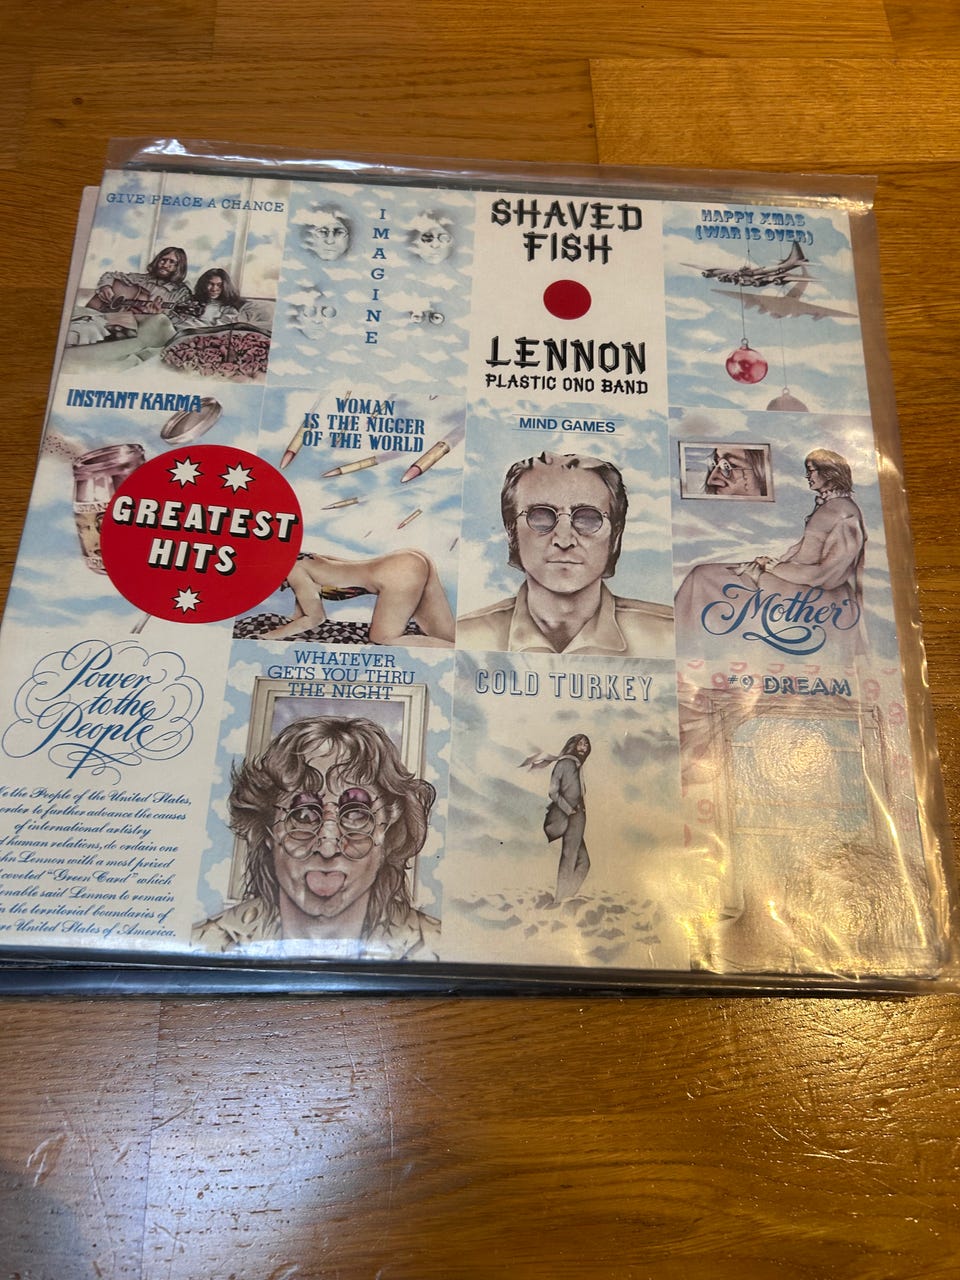 GIVE PEACE A CHANCE
IMAGINE
SHAVED
FISH
LENNON
PLASTIC ONO BAND
HAPPY XMAS
(WAR IS OVER)
INSTANT KARMA
GREATEST
HITS
WOMAN
IS THE NIGGER
OF THE WORLD
MIND GAMES
Mother
Power
to the
People
the People of the United States,
order to further advance the causes
of international artistry
human relations, do ordain one
Lennon with a most prized
coveted "Green Card" which
enable said Lennon to remain
the territorial boundaries of
United States of America.
WHATEVER
GETS YOU THRU
THE NIGHT
COLD TURKEY
#9 DREAM